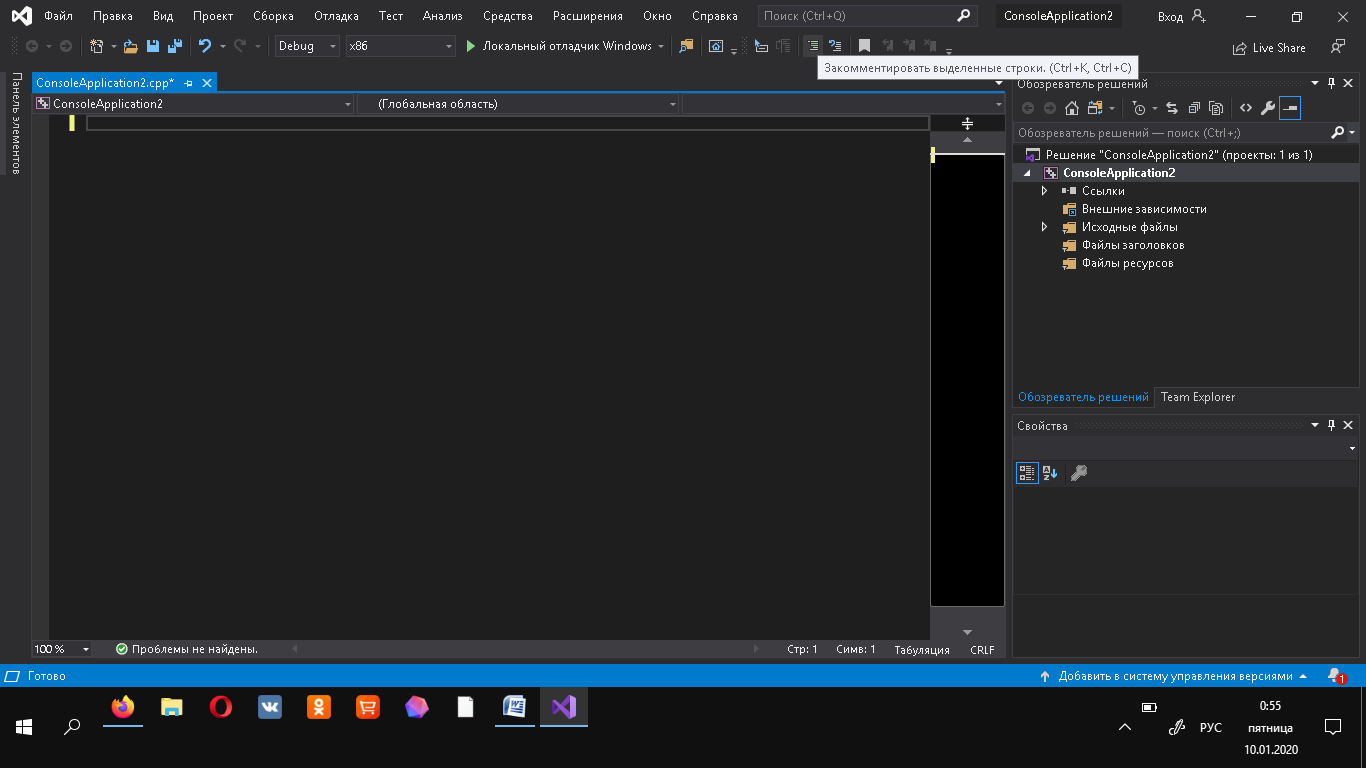 Файл Правка Вид Проект Сборка Отладка Тест Анализ Средства Расширения Окно Справка Поиск (Ctrl+Q) ConsoleApplication2 Вход
Debug x86 Локальный отладчик Windows Live Share
Закомментировать выделенные строки. (Ctrl+K, Ctrl+C)
Панель элементов
ConsoleApplication2.cpp*
ConsoleApplication2 (Глобальная область)
Обозреватель решений
Обозреватель решений — поиск (Ctrl+;)
Решение "ConsoleApplication2" (проекты: 1 из 1)
ConsoleApplication2
Ссылки
Внешние зависимости
Исходные файлы
Файлы заголовков
Файлы ресурсов
Обозреватель решений Team Explorer
Свойства
100 % Проблемы не найдены. Стр: 1 Симв: 1 Табуляция CRLF
Готово Добавить в систему управления версиями 1
РУС
0:55
пятница
10.01.2020